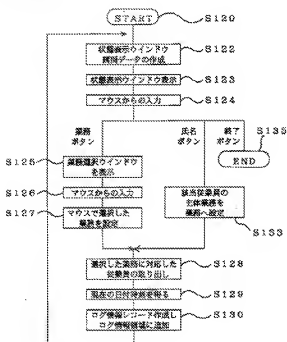 START
S120
状態表示ウインドウ
画面データの作成
S122
状態表示ウインドウ表示
S123
マウスからの入力
S124
業務
ボタン
氏名
ボタン
終了
ボタン
S135
END
S125
業務選択ウインドウ
を表示
S126
マウスからの入力
S127
マウスで選択した
業務を設定
該当従業員の
主体業務を
業務へ設定
S133
選択した業務に対応した
従業員の取り出し
S128
現在の日付時刻を得る
S129
ログ情報レコード作成し
ログ情報領域に追加
S130